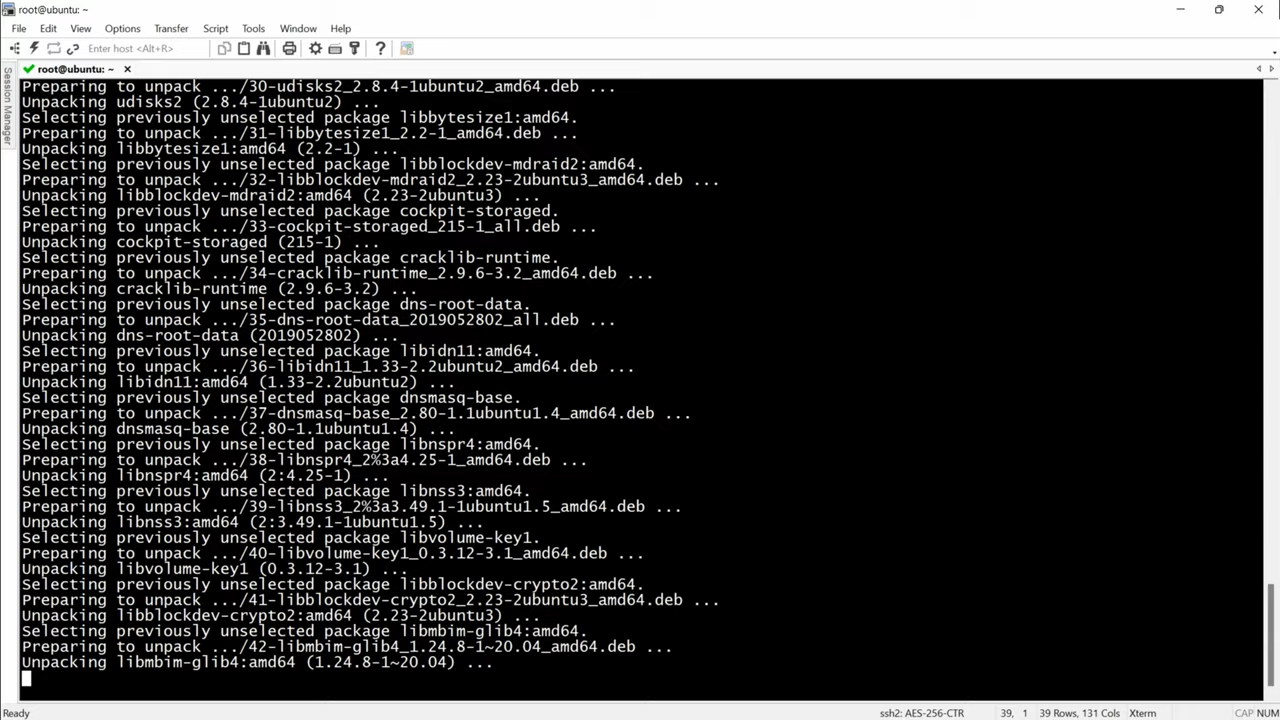 root@ubuntu: ~
File Edit View Options Transfer Script Tools Window Help
Enter host <Alt+R>
root@ubuntu: ~
Session Manager
Preparing to unpack .../30-udisks2_2.8.4-1ubuntu2_amd64.deb ...
Unpacking udisks2 (2.8.4-1ubuntu2) ...
Selecting previously unselected package libbytesize1:amd64.
Preparing to unpack .../31-libbytesize1_2.2-1_amd64.deb ...
Unpacking libbytesize1:amd64 (2.2-1) ...
Selecting previously unselected package libblockdev-mdraid2:amd64.
Preparing to unpack .../32-libblockdev-mdraid2_2.23-2ubuntu3_amd64.deb ...
Unpacking libblockdev-mdraid2:amd64 (2.23-2ubuntu3) ...
Selecting previously unselected package cockpit-storaged.
Preparing to unpack .../33-cockpit-storaged_215-1_all.deb ...
Unpacking cockpit-storaged (215-1) ...
Selecting previously unselected package cracklib-runtime.
Preparing to unpack .../34-cracklib-runtime_2.9.6-3.2_amd64.deb ...
Unpacking cracklib-runtime (2.9.6-3.2) ...
Selecting previously unselected package dns-root-data.
Preparing to unpack .../35-dns-root-data_2019052802_all.deb ...
Unpacking dns-root-data (2019052802) ...
Selecting previously unselected package libidn11:amd64.
Preparing to unpack .../36-libidn11_1.33-2.2ubuntu2_amd64.deb ...
Unpacking libidn11:amd64 (1.33-2.2ubuntu2) ...
Selecting previously unselected package dnsmasq-base.
Preparing to unpack .../37-dnsmasq-base_2.80-1.1ubuntu1.4_amd64.deb ...
Unpacking dnsmasq-base (2.80-1.1ubuntu1.4) ...
Selecting previously unselected package libnspr4:amd64.
Preparing to unpack .../38-libnspr4_2%3a4.25-1_amd64.deb ...
Unpacking libnspr4:amd64 (2:4.25-1) ...
Selecting previously unselected package libnss3:amd64.
Preparing to unpack .../39-libnss3_2%3a3.49.1-1ubuntu1.5_amd64.deb ...
Unpacking libnss3:amd64 (2:3.49.1-1ubuntu1.5) ...
Selecting previously unselected package libvolume-key1.
Preparing to unpack .../40-libvolume-key1_0.3.12-3.1_amd64.deb ...
Unpacking libvolume-key1 (0.3.12-3.1) ...
Selecting previously unselected package libblockdev-crypto2:amd64.
Preparing to unpack .../41-libblockdev-crypto2_2.23-2ubuntu3_amd64.deb ...
Unpacking libblockdev-crypto2:amd64 (2.23-2ubuntu3) ...
Selecting previously unselected package libmbim-glib4:amd64.
Preparing to unpack .../42-libmbim-glib4_1.24.8-1~20.04_amd64.deb ...
Unpacking libmbim-glib4:amd64 (1.24.8-1~20.04) ...
Ready ssh2: AES-256-CTR 39, 1 39 Rows, 131 Cols Xterm CAP NUM